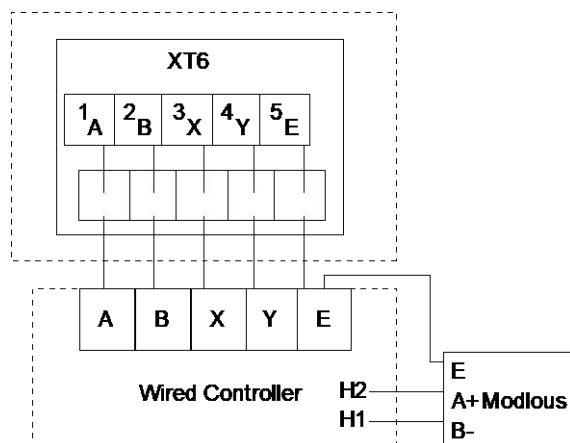 XT6
1A 2B 3X 4Y 5E
A B X Y E
Wired Controller
H2
H1
E
A+ Modlous
B-